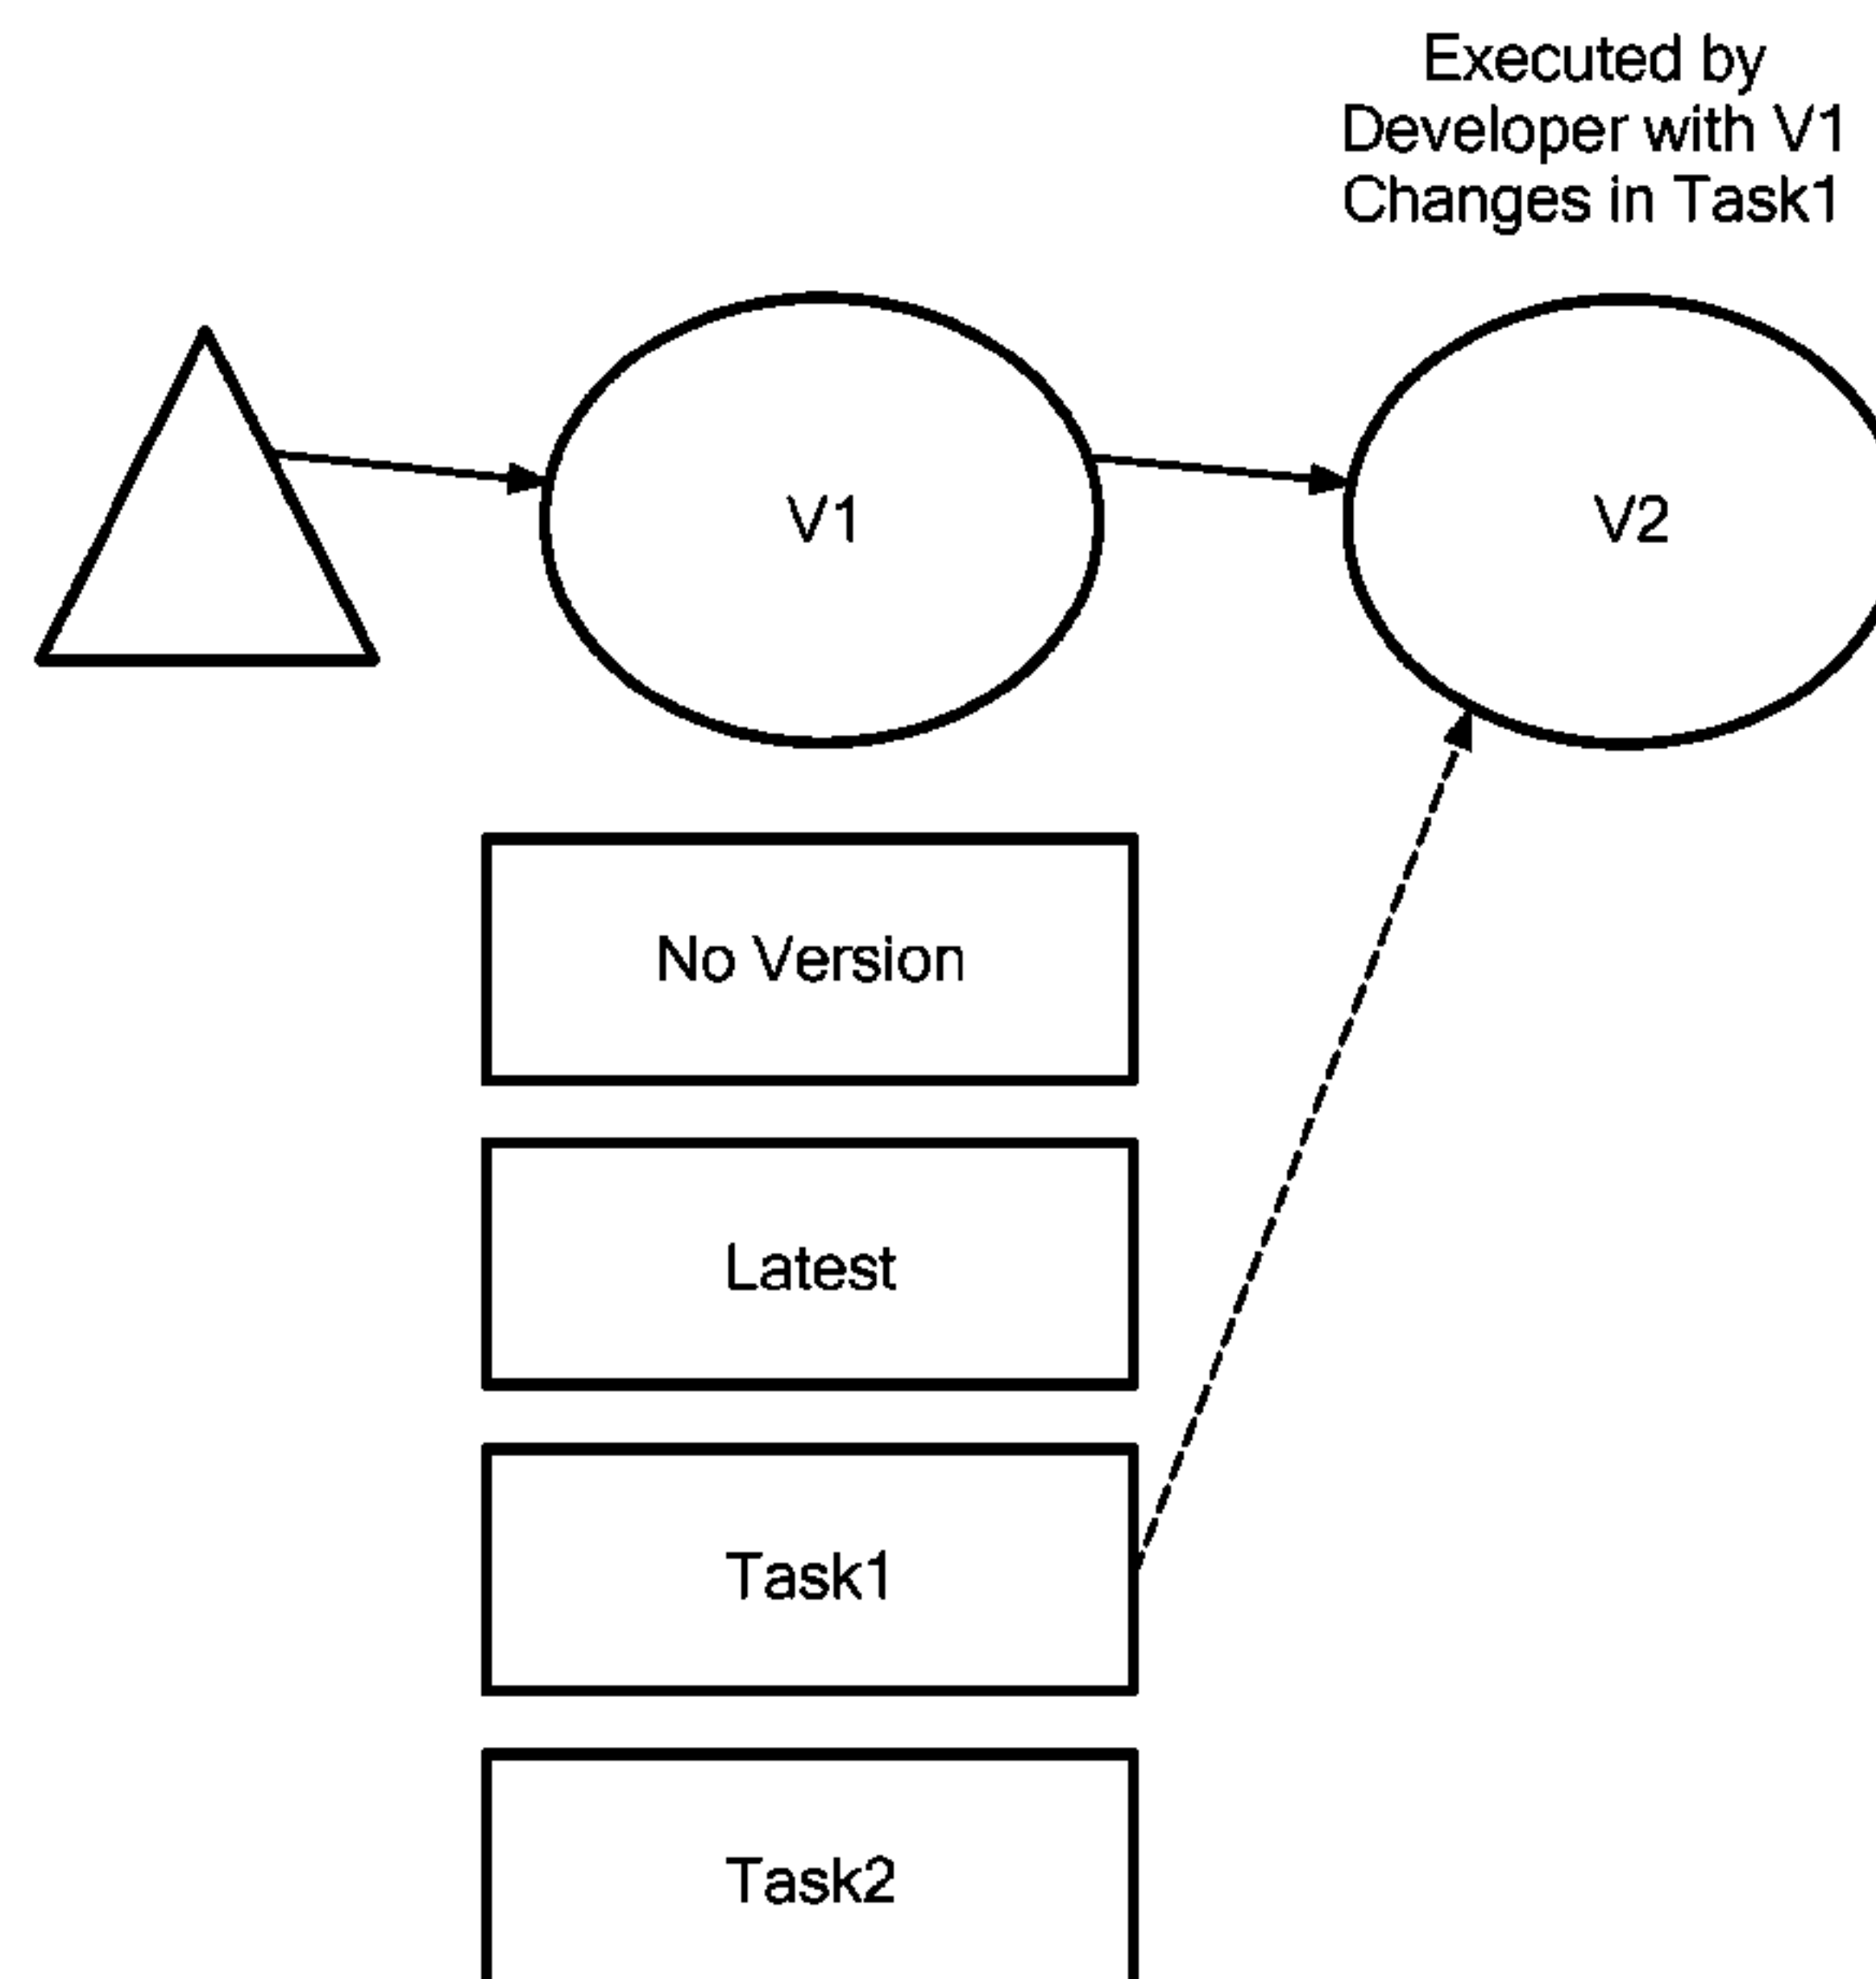 Executed by
Developer with V1
Changes in Task1
V1
V2
No Version
Latest
Task1
Task2